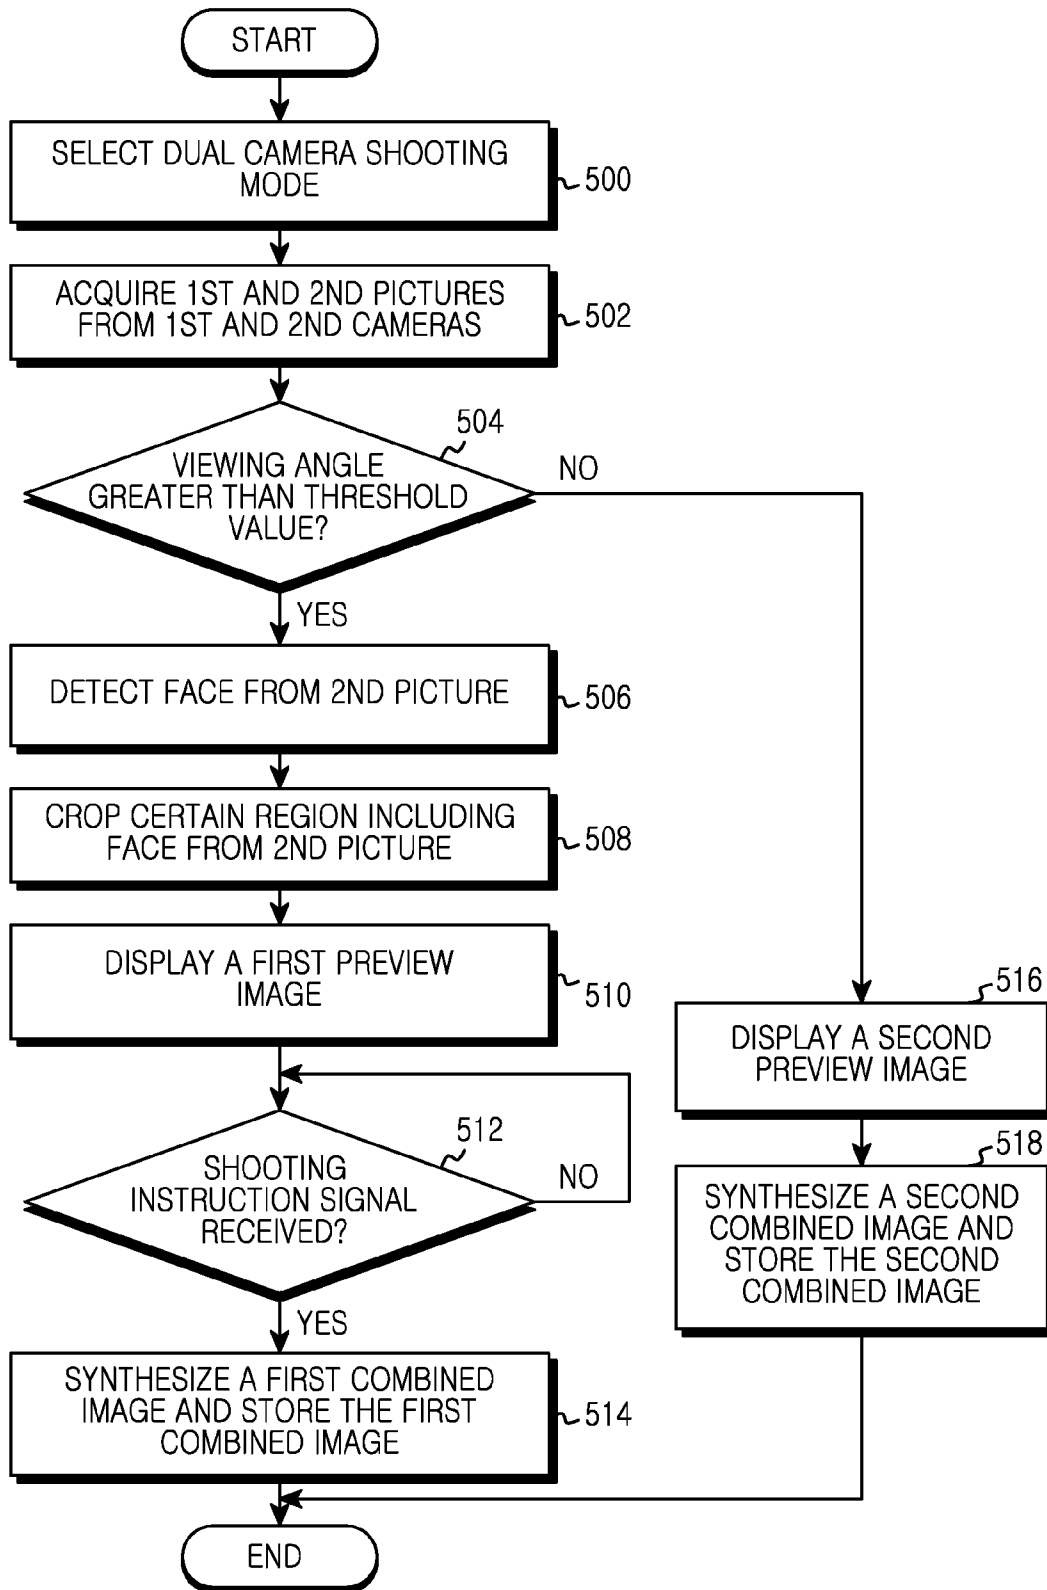 START
SELECT DUAL CAMERA SHOOTING
MODE
500
ACQUIRE 1ST AND 2ND PICTURES
FROM 1ST AND 2ND CAMERAS
502
504
VIEWING ANGLE
GREATER THAN THRESHOLD
VALUE?
NO
YES
DETECT FACE FROM 2ND PICTURE
506
CROP CERTAIN REGION INCLUDING
FACE FROM 2ND PICTURE
508
DISPLAY A FIRST PREVIEW
IMAGE
510
512
SHOOTING
INSTRUCTION SIGNAL
RECEIVED?
NO
YES
SYNTHESIZE A FIRST COMBINED
IMAGE AND STORE THE FIRST
COMBINED IMAGE
514
516
DISPLAY A SECOND
PREVIEW IMAGE
518
SYNTHESIZE A SECOND
COMBINED IMAGE AND
STORE THE SECOND
COMBINED IMAGE
END